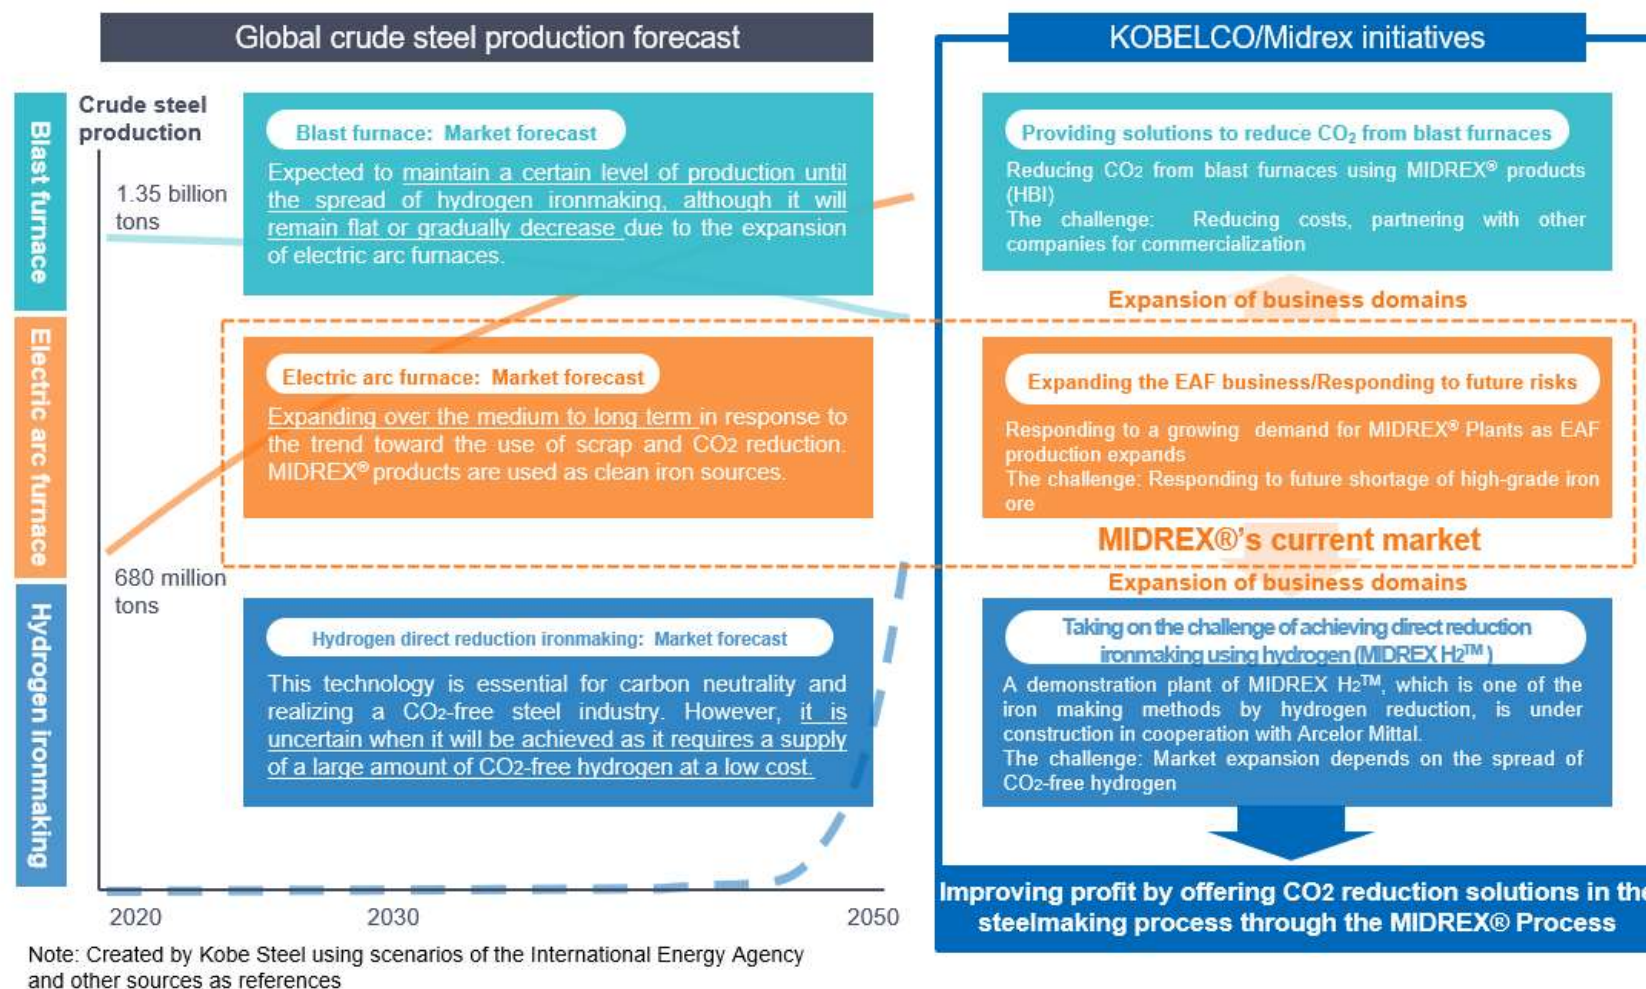 Global crude steel production forecast
KOBELCO/Midrex initiatives
Blast furnace
Electric arc furnace
Hydrogen ironmaking
Crude steel
production
1.35 billion
tons
680 million
tons
Blast furnace: Market forecast
Expected to maintain a certain level of production until
the spread of hydrogen ironmaking, although it will
remain flat or gradually decrease due to the expansion
of electric arc furnaces.
Electric arc furnace: Market forecast
Expanding over the medium to long term in response to
the trend toward the use of scrap and CO2 reduction.
MIDREX® products are used as clean iron sources.
Hydrogen direct reduction ironmaking: Market forecast
This technology is essential for carbon neutrality and
realizing a CO2-free steel industry. However, it is
uncertain when it will be achieved as it requires a supply
of a large amount of CO2-free hydrogen at a low cost.
2020
2030
2050
Note: Created by Kobe Steel using scenarios of the International Energy Agency
and other sources as references
Providing solutions to reduce CO₂ from blast furnaces
Reducing CO2 from blast furnaces using MIDREX® products
(HBI)
The challenge: Reducing costs, partnering with other
companies for commercialization
Expansion of business domains
Expanding the EAF business/Responding to future risks
Responding to a growing demand for MIDREX® Plants as EAF
production expands
The challenge: Responding to future shortage of high-grade iron
ore
MIDREX®'s current market
Expansion of business domains
Taking on the challenge of achieving direct reduction
ironmaking using hydrogen (MIDREX H2™ )
A demonstration plant of MIDREX H2™, which is one of the
iron making methods by hydrogen reduction, is under
construction in cooperation with Arcelor Mittal.
The challenge: Market expansion depends on the spread of
CO2-free hydrogen
Improving profit by offering CO2 reduction solutions in the
steelmaking process through the MIDREX® Process